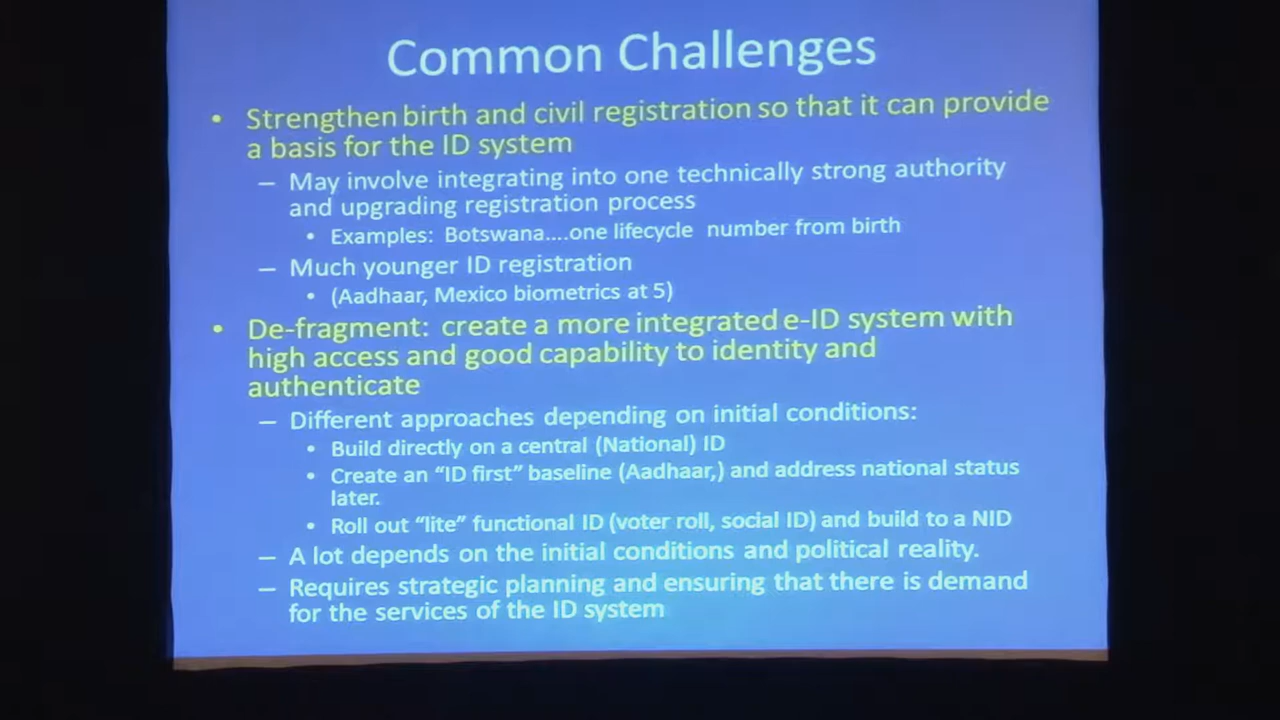 Common Challenges
• Strengthen birth and civil registration so that it can provide
a basis for the ID system
– May involve integrating into one technically strong authority
and upgrading registration process
• Examples: Botswana....one lifecycle number from birth
– Much younger ID registration
• (Aadhaar, Mexico biometrics at 5)
• De-fragment: create a more integrated e-ID system with
high access and good capability to identity and
authenticate
– Different approaches depending on initial conditions:
• Build directly on a central (National) ID
• Create an “ID first” baseline (Aadhaar,) and address national status
later.
• Roll out “lite” functional ID (voter roll, social ID) and build to a NID
– A lot depends on the initial conditions and political reality.
– Requires strategic planning and ensuring that there is demand
for the services of the ID system